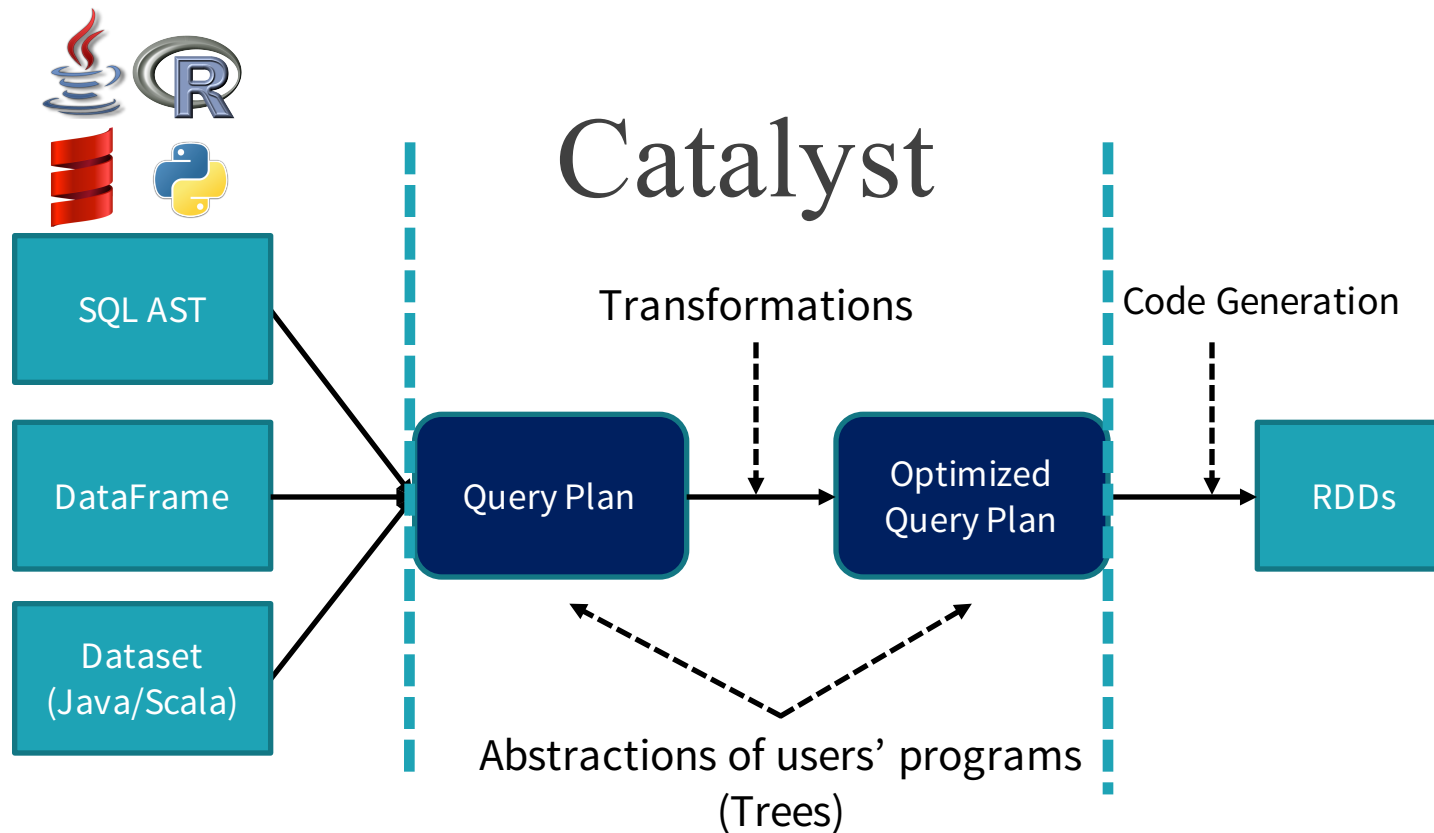 R
Catalyst
SQL AST
Transformations
Code Generation
DataFrame
Query Plan
Optimized
Query Plan
RDDs
Dataset
(Java/Scala)
Abstractions of users’ programs
(Trees)